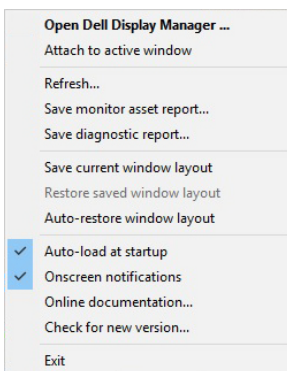 Open Dell Display Manager ...
Attach to active window
Refresh...
Save monitor asset report...
Save diagnostic report...
Save current window layout
Restore saved window layout
Auto-restore window layout
Auto-load at startup
Onscreen notifications
Online documentation...
Check for new version...
Exit